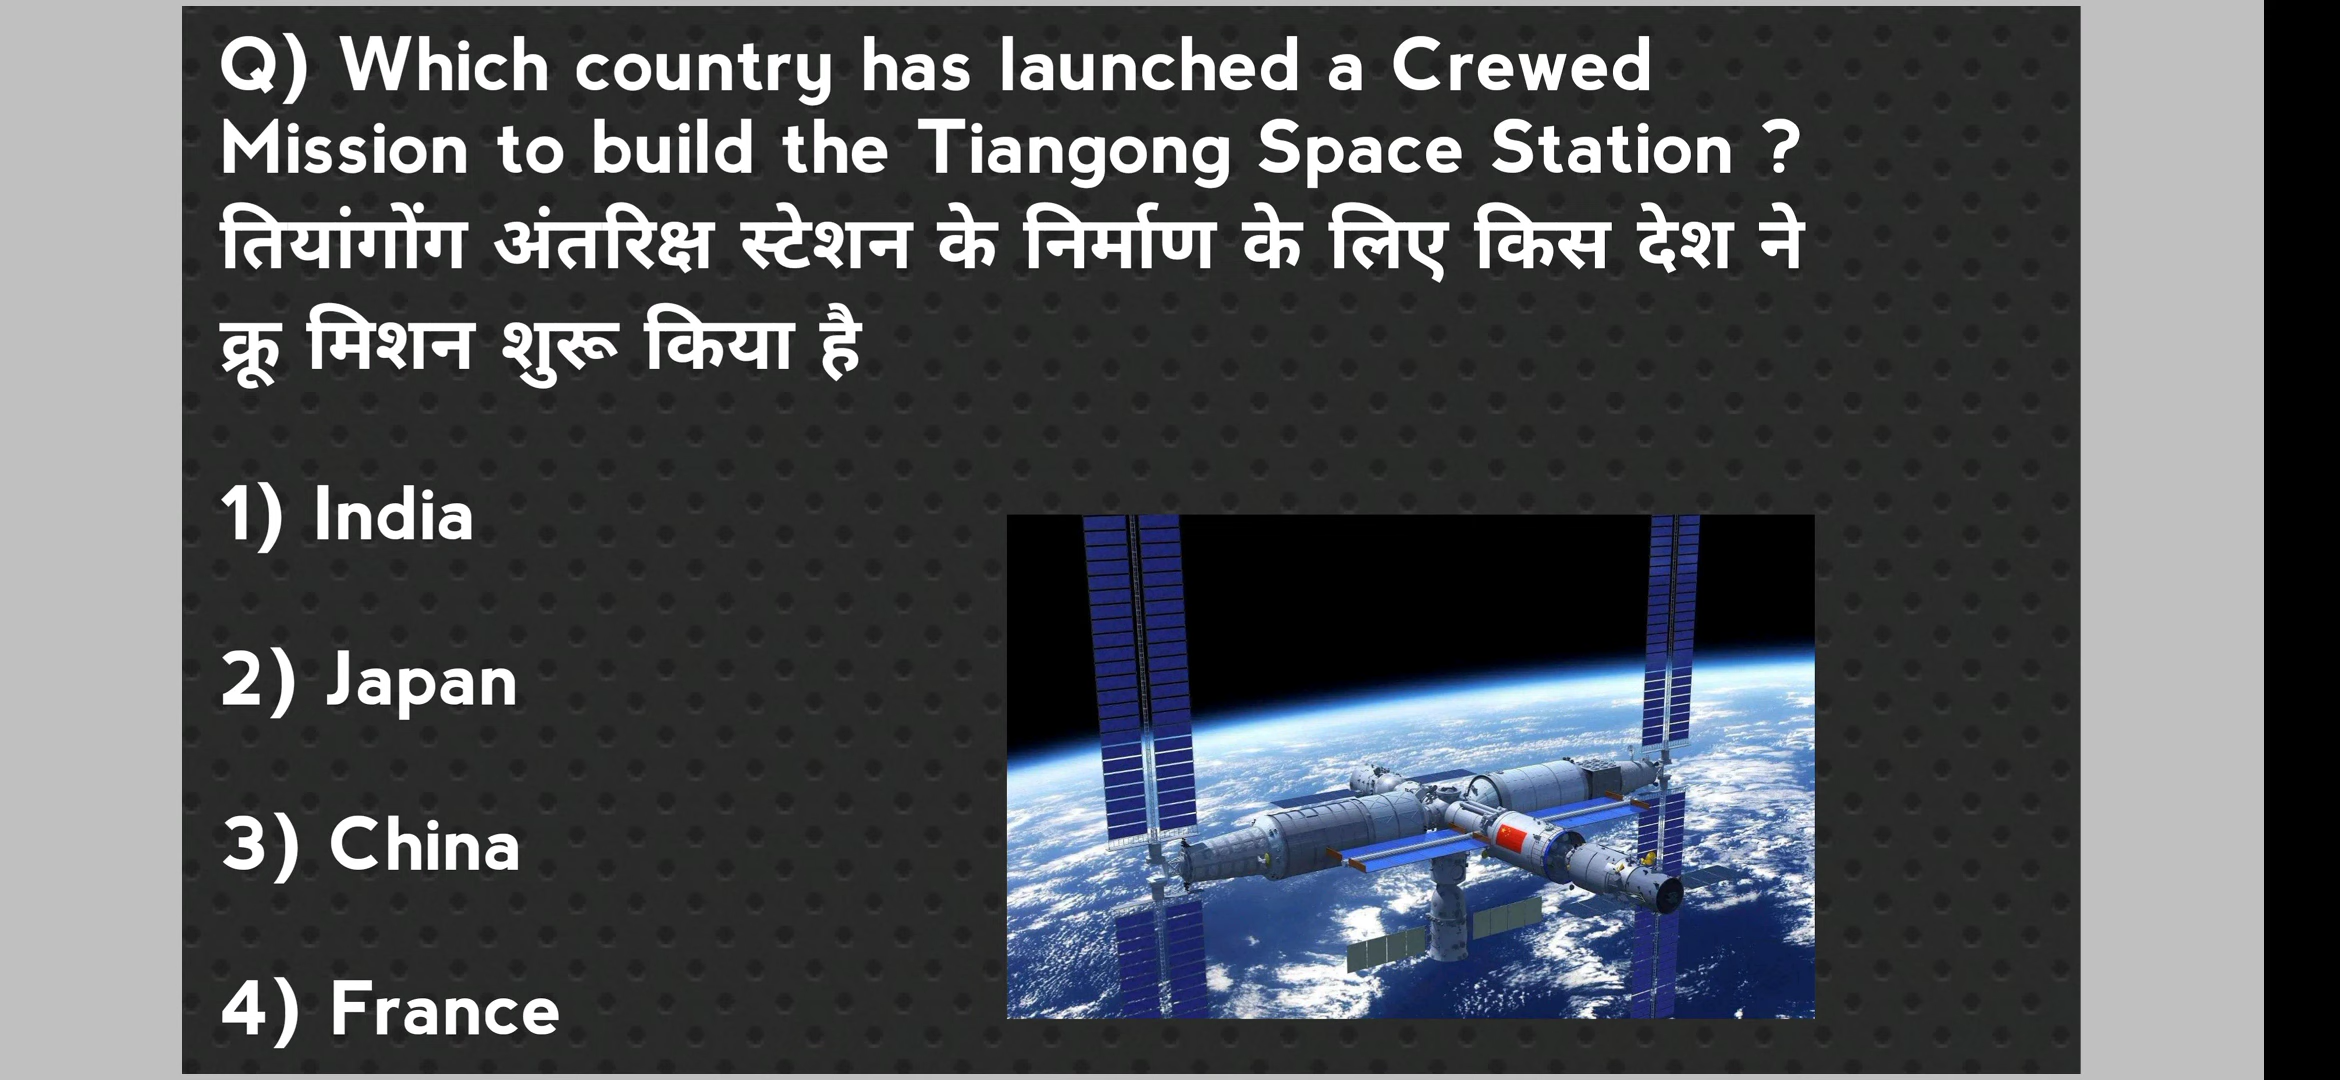 Q) Which country has launched a Crewed
Mission to build the Tiangong Space Station ?
तियांगोंग अंतरिक्ष स्टेशन के निर्माण के लिए किस देश ने
क्रू मिशन शुरू किया है
1) India
2) Japan
3) China
4) France